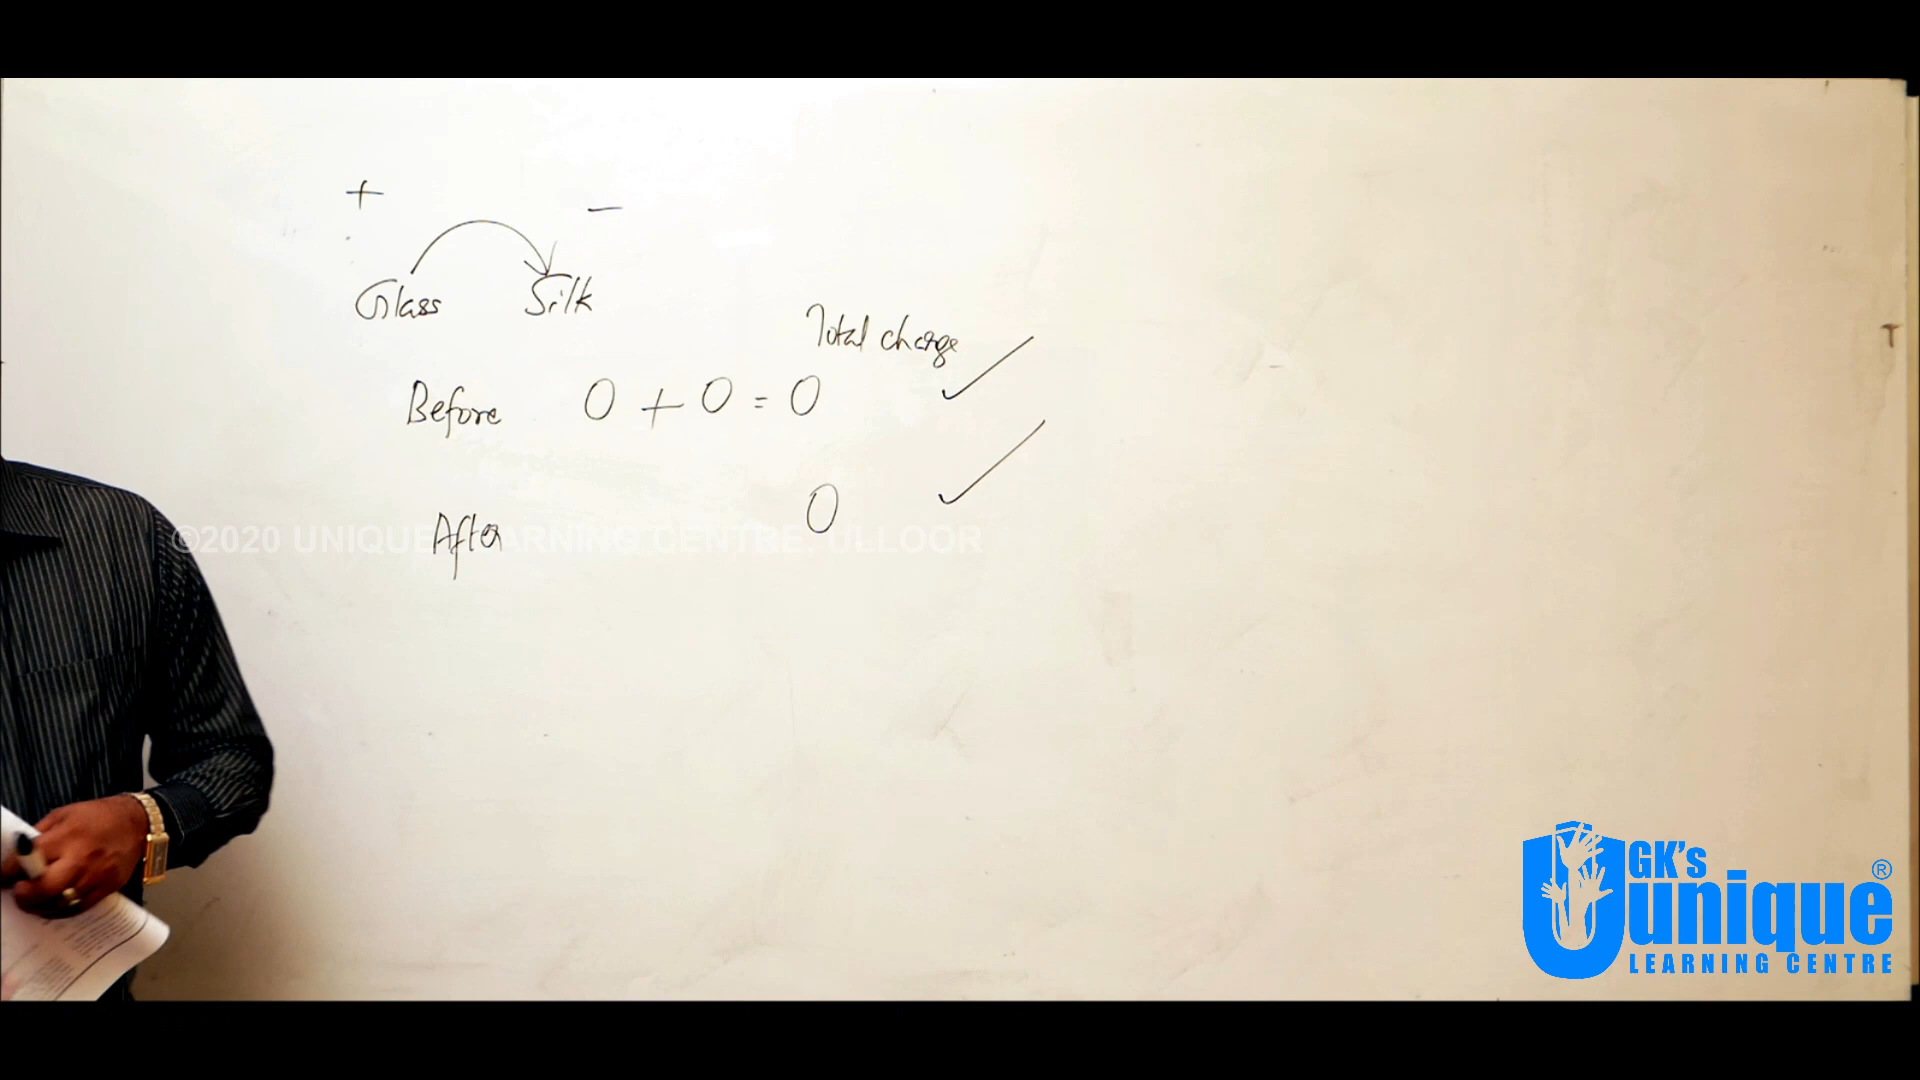 + –
Glass Silk
Total charge
Before 0 + 0 = 0
After 0
©2020 UNIQUE LEARNING CENTRE, ULLOOR
GK's
unique®
LEARNING CENTRE